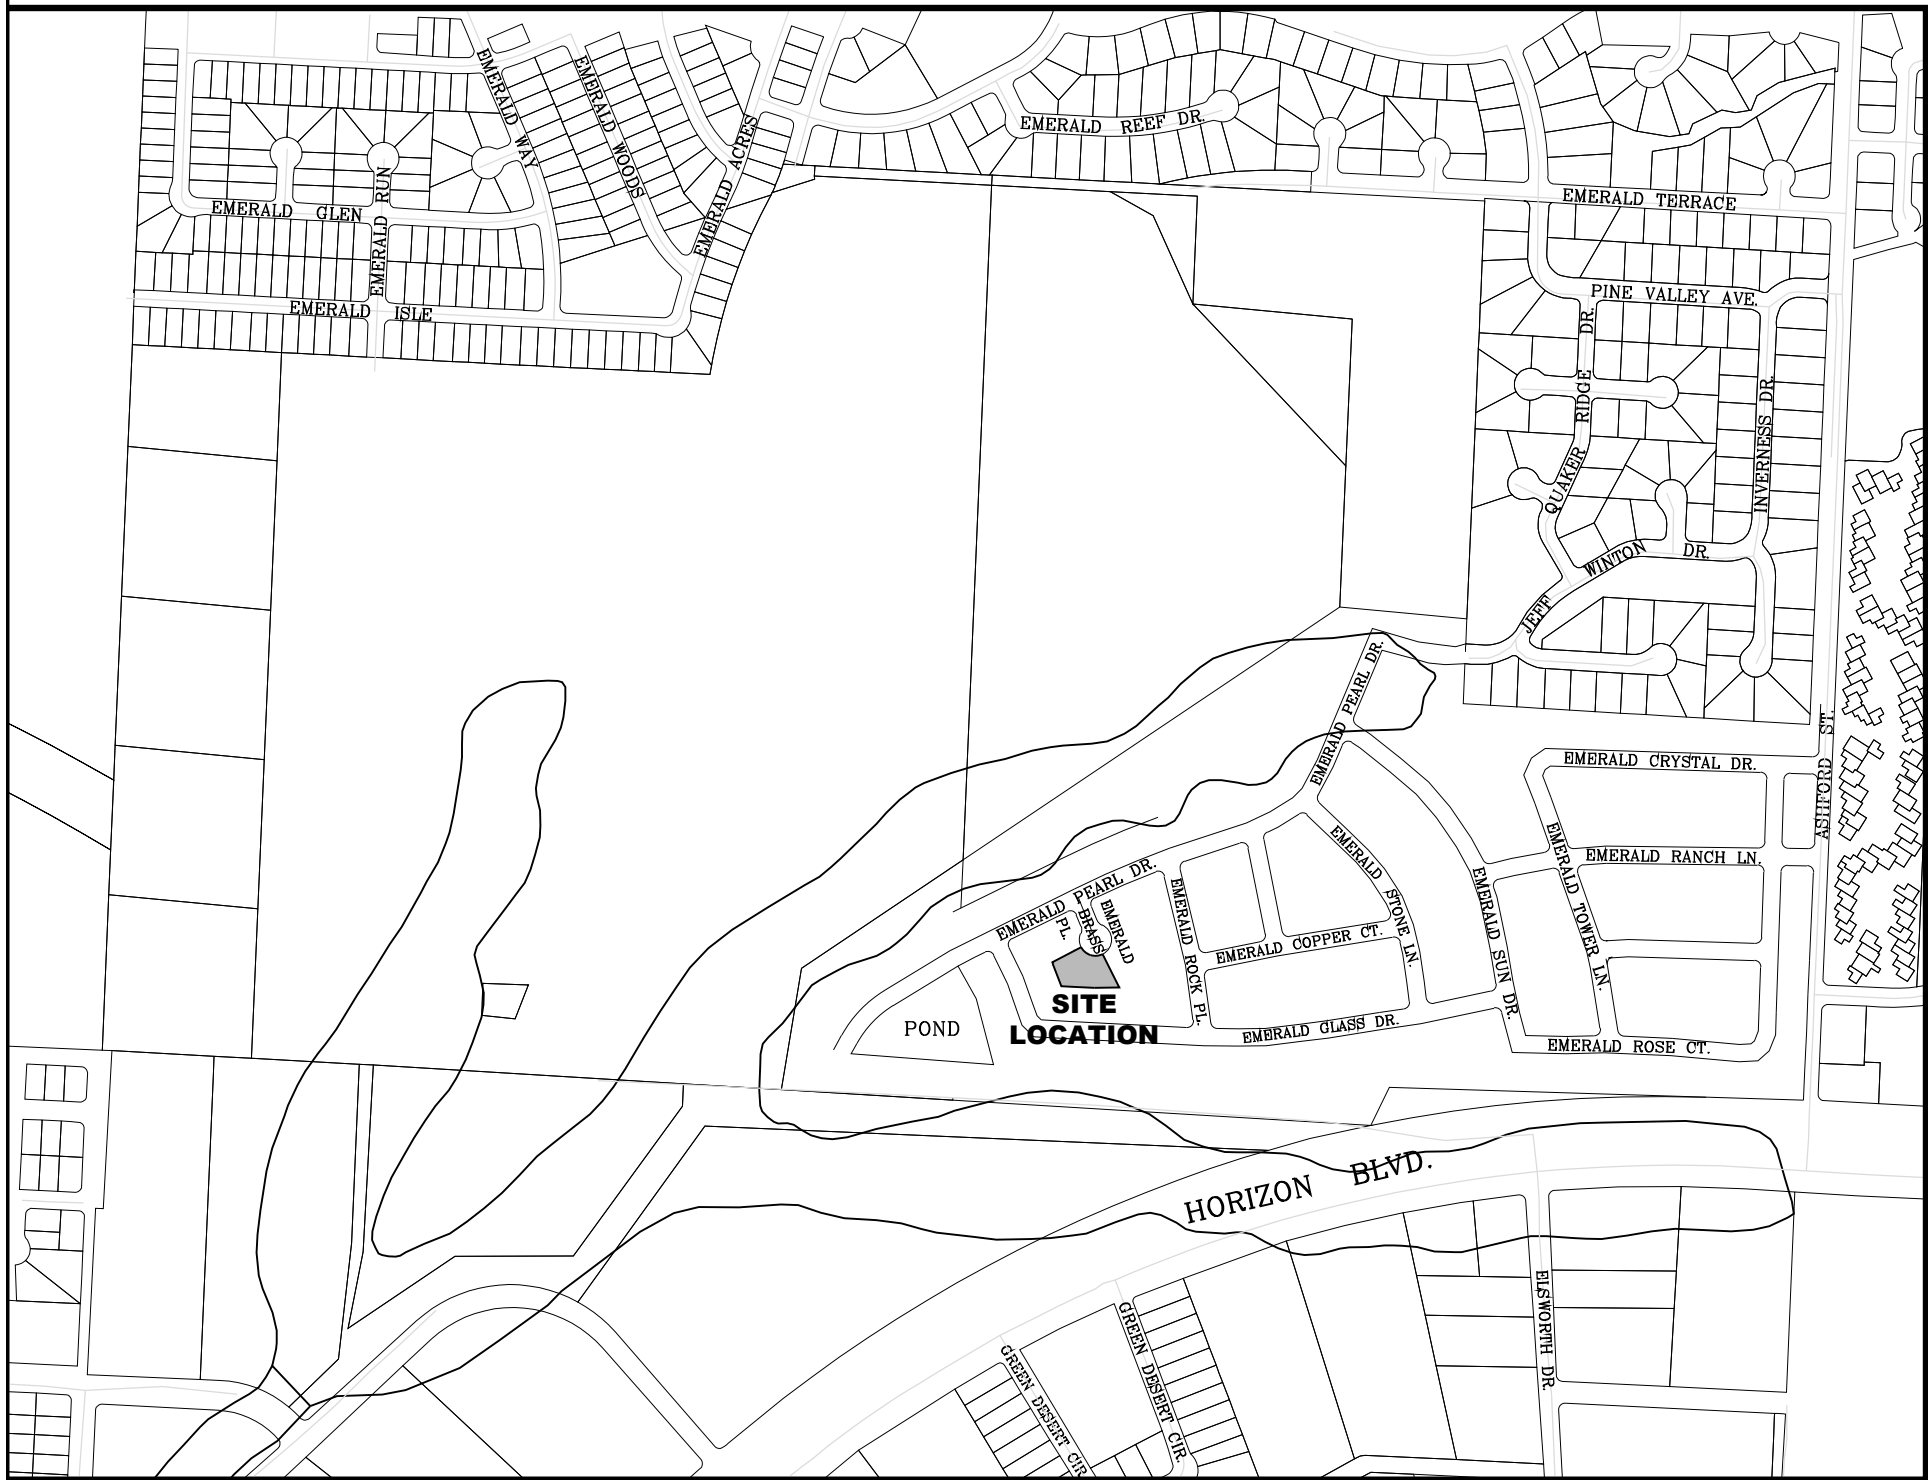 EMERALD WAY
EMERALD WOODS
EMERALD ACRES
EMERALD REEF DR.
EMERALD RUN
EMERALD GLEN
EMERALD RUN
EMERALD ISLE
EMERALD TERRACE
PINE VALLEY AVE.
QUAKER RIDGE DR.
INVERNESS DR.
JEFF WINTON DR.
EMERALD PEARL DR.
ASHFORD ST.
EMERALD CRYSTAL DR.
EMERALD RANCH LN.
EMERALD STONE LN.
EMERALD TOWER LN.
EMERALD SUN DR.
EMERALD PEARL DR.
EMERALD BRASS PL.
EMERALD ROCK PL.
EMERALD COPPER CT.
SITE
LOCATION
POND
EMERALD GLASS DR.
EMERALD ROSE CT.
HORIZON BLVD.
ELSWORTH DR.
GREEN DESERT CIR.
GREEN DESERT CIR.